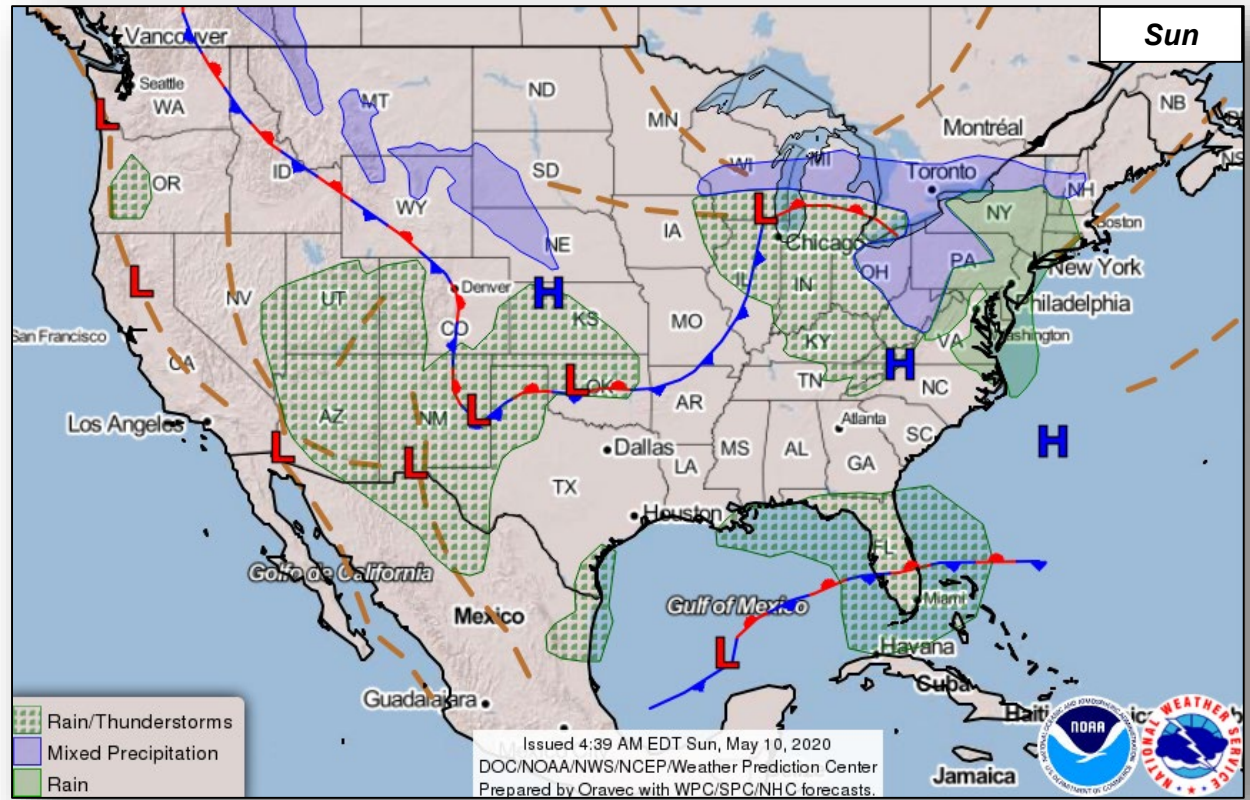 Sun
Vancouver
Seattle
WA
MT
ND
MN
Montréal
NB
OR
ID
WY
SD
WI
MI
Toronto
NH
NY
Boston
IA
NE
Chicago
OH
PA
New York
NV
UT
Denver
CO
KS
MO
IL
IN
Philadelphia
San Francisco
CA
KY
VA
Washington
AZ
NM
OK
AR
TN
NC
Los Angeles
Dallas
MS
AL
Atlanta
GA
SC
TX
LA
Houston
FL
Golfo de California
Mexico
Gulf of Mexico
Miami
Havana
Cuba
Guadalajara
Haiti
Jamaica
L
L
L
L
L
L
L
L
H
H
H
Rain/Thunderstorms
Mixed Precipitation
Rain
Issued 4:39 AM EDT Sun, May 10, 2020
DOC/NOAA/NWS/NCEP/Weather Prediction Center
Prepared by Oravec with WPC/SPC/NHC forecasts.
NOAA
NATIONAL WEATHER SERVICE